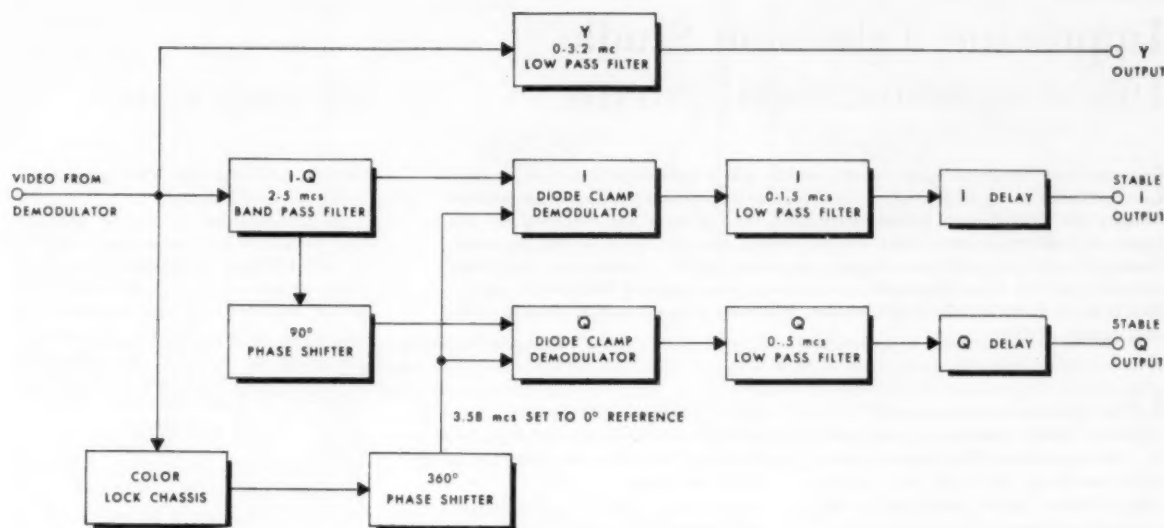 Y
0-3.2 mc
LOW PASS FILTER
Y
OUTPUT
VIDEO FROM
DEMODULATOR
I-Q
2-5 mcs
BAND PASS FILTER
I
DIODE CLAMP
DEMODULATOR
0-1.5 mcs
LOW PASS FILTER
I DELAY
STABLE
I
OUTPUT
90°
PHASE SHIFTER
Q
DIODE CLAMP
DEMODULATOR
Q
0-.5 mcs
LOW PASS FILTER
Q DELAY
STABLE
Q
OUTPUT
3.58 mcs SET TO 0° REFERENCE
COLOR
LOCK CHASSIS
360°
PHASE SHIFTER